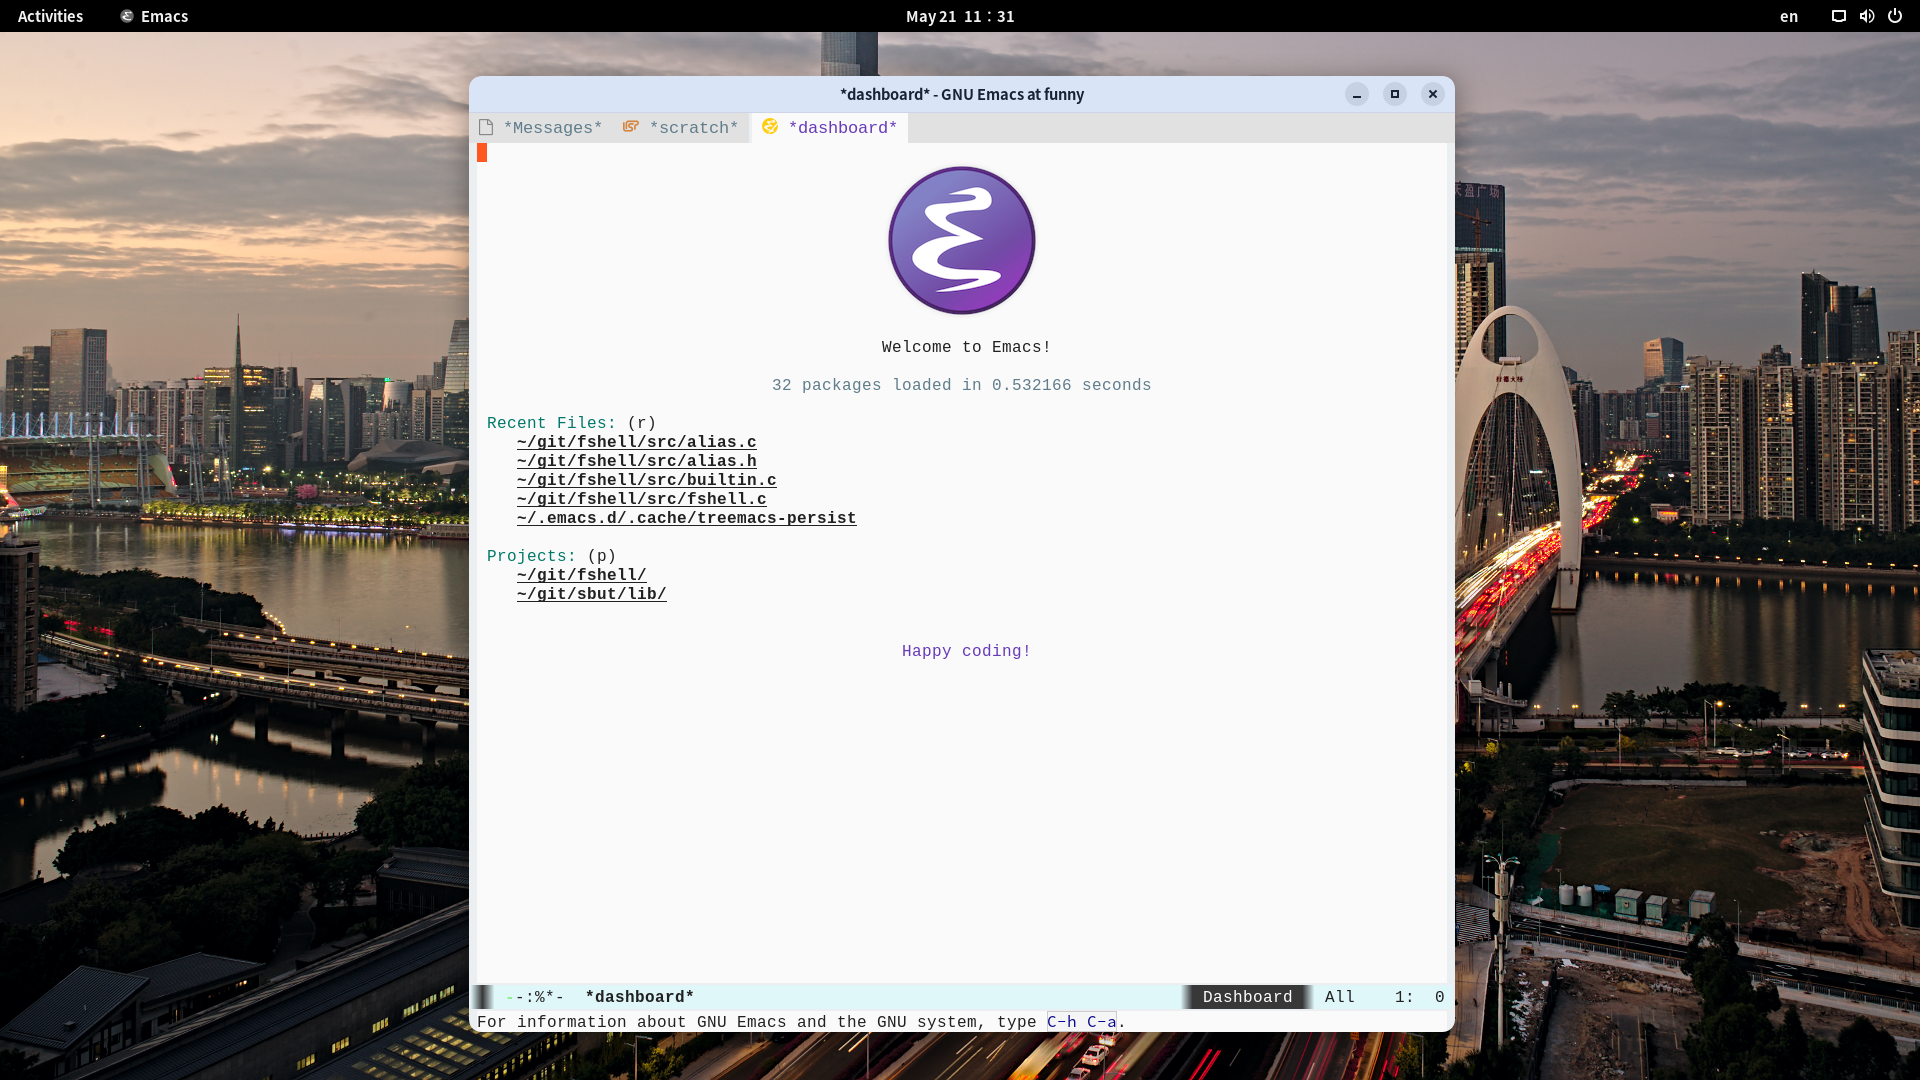 Activities Emacs May 21 11:31 en
*dashboard* - GNU Emacs at funny
*Messages* *scratch* *dashboard*
Welcome to Emacs!
32 packages loaded in 0.532166 seconds
Recent Files: (r)
~/git/fshell/src/alias.c
~/git/fshell/src/alias.h
~/git/fshell/src/builtin.c
~/git/fshell/src/fshell.c
~/.emacs.d/.cache/treemacs-persist
Projects: (p)
~/git/fshell/
~/git/sbut/lib/
Happy coding!
--:%*- *dashboard* Dashboard All 1: 0
For information about GNU Emacs and the GNU system, type C-h C-a.
盈广场